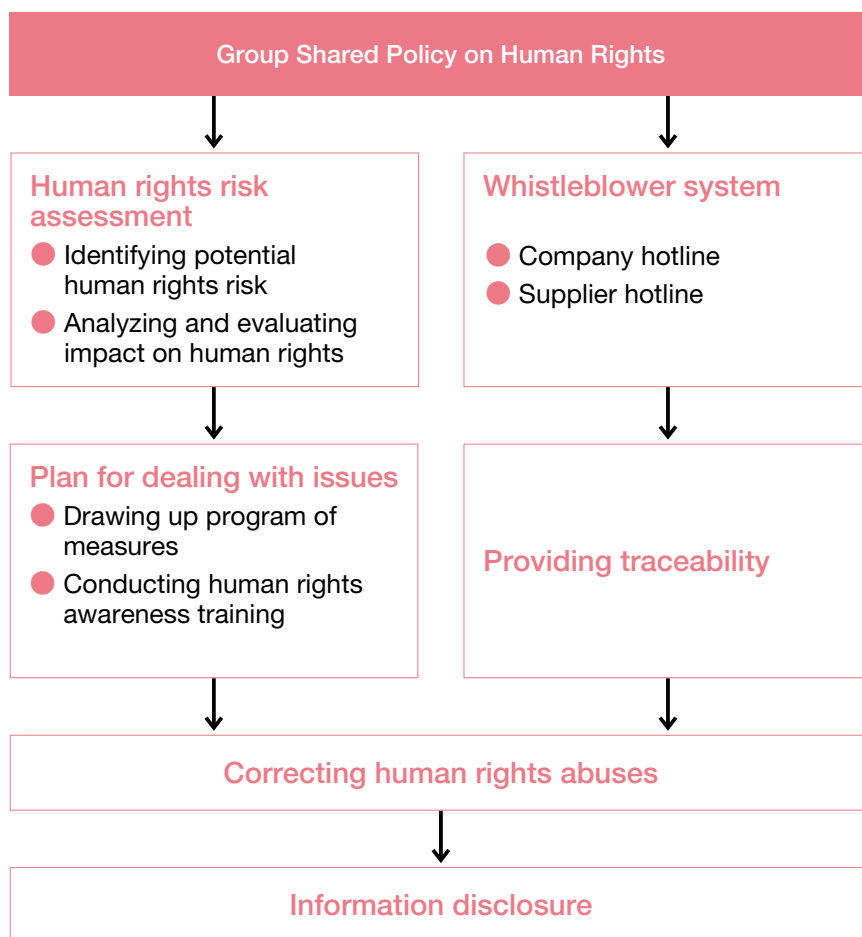 Group Shared Policy on Human Rights
Human rights risk
assessment
● Identifying potential
human rights risk
● Analyzing and evaluating
impact on human rights
Whistleblower system
● Company hotline
● Supplier hotline
Plan for dealing with issues
● Drawing up program of
measures
● Conducting human rights
awareness training
Providing traceability
Correcting human rights abuses
Information disclosure